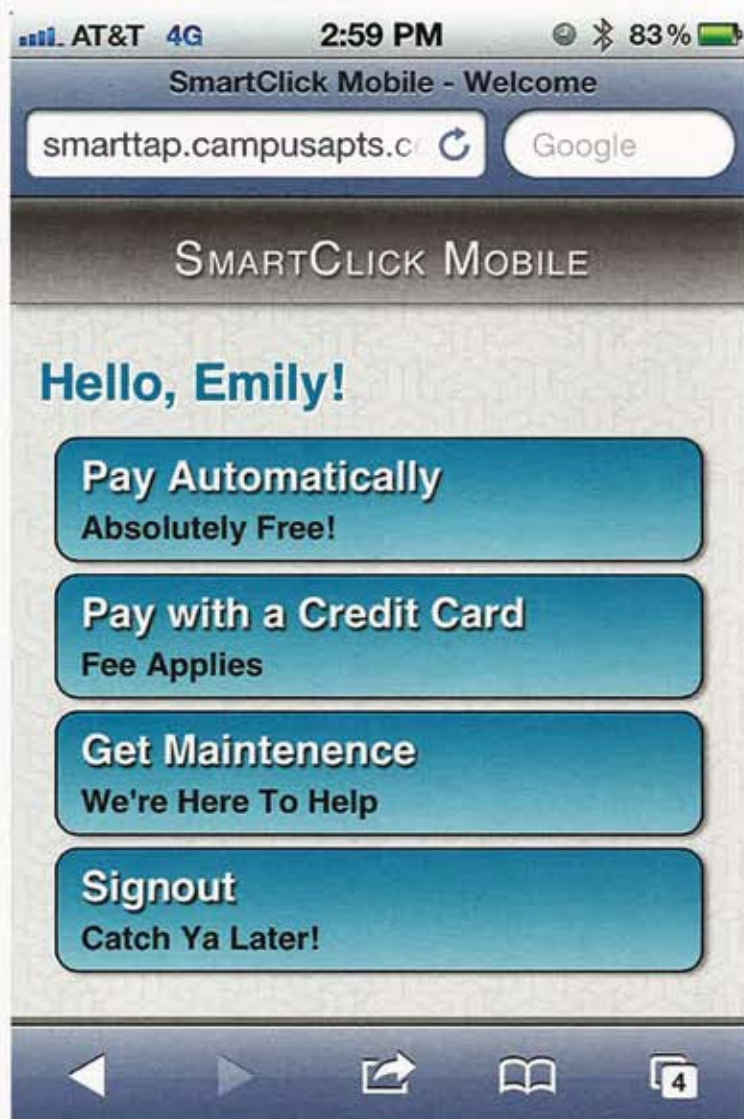 AT&T 4G 2:59 PM 83%
SmartClick Mobile - Welcome
smarttap.campusapts.c Google
SMARTCLICK MOBILE
Hello, Emily!
Pay Automatically
Absolutely Free!
Pay with a Credit Card
Fee Applies
Get Maintenence
We're Here To Help
Signout
Catch Ya Later!
4